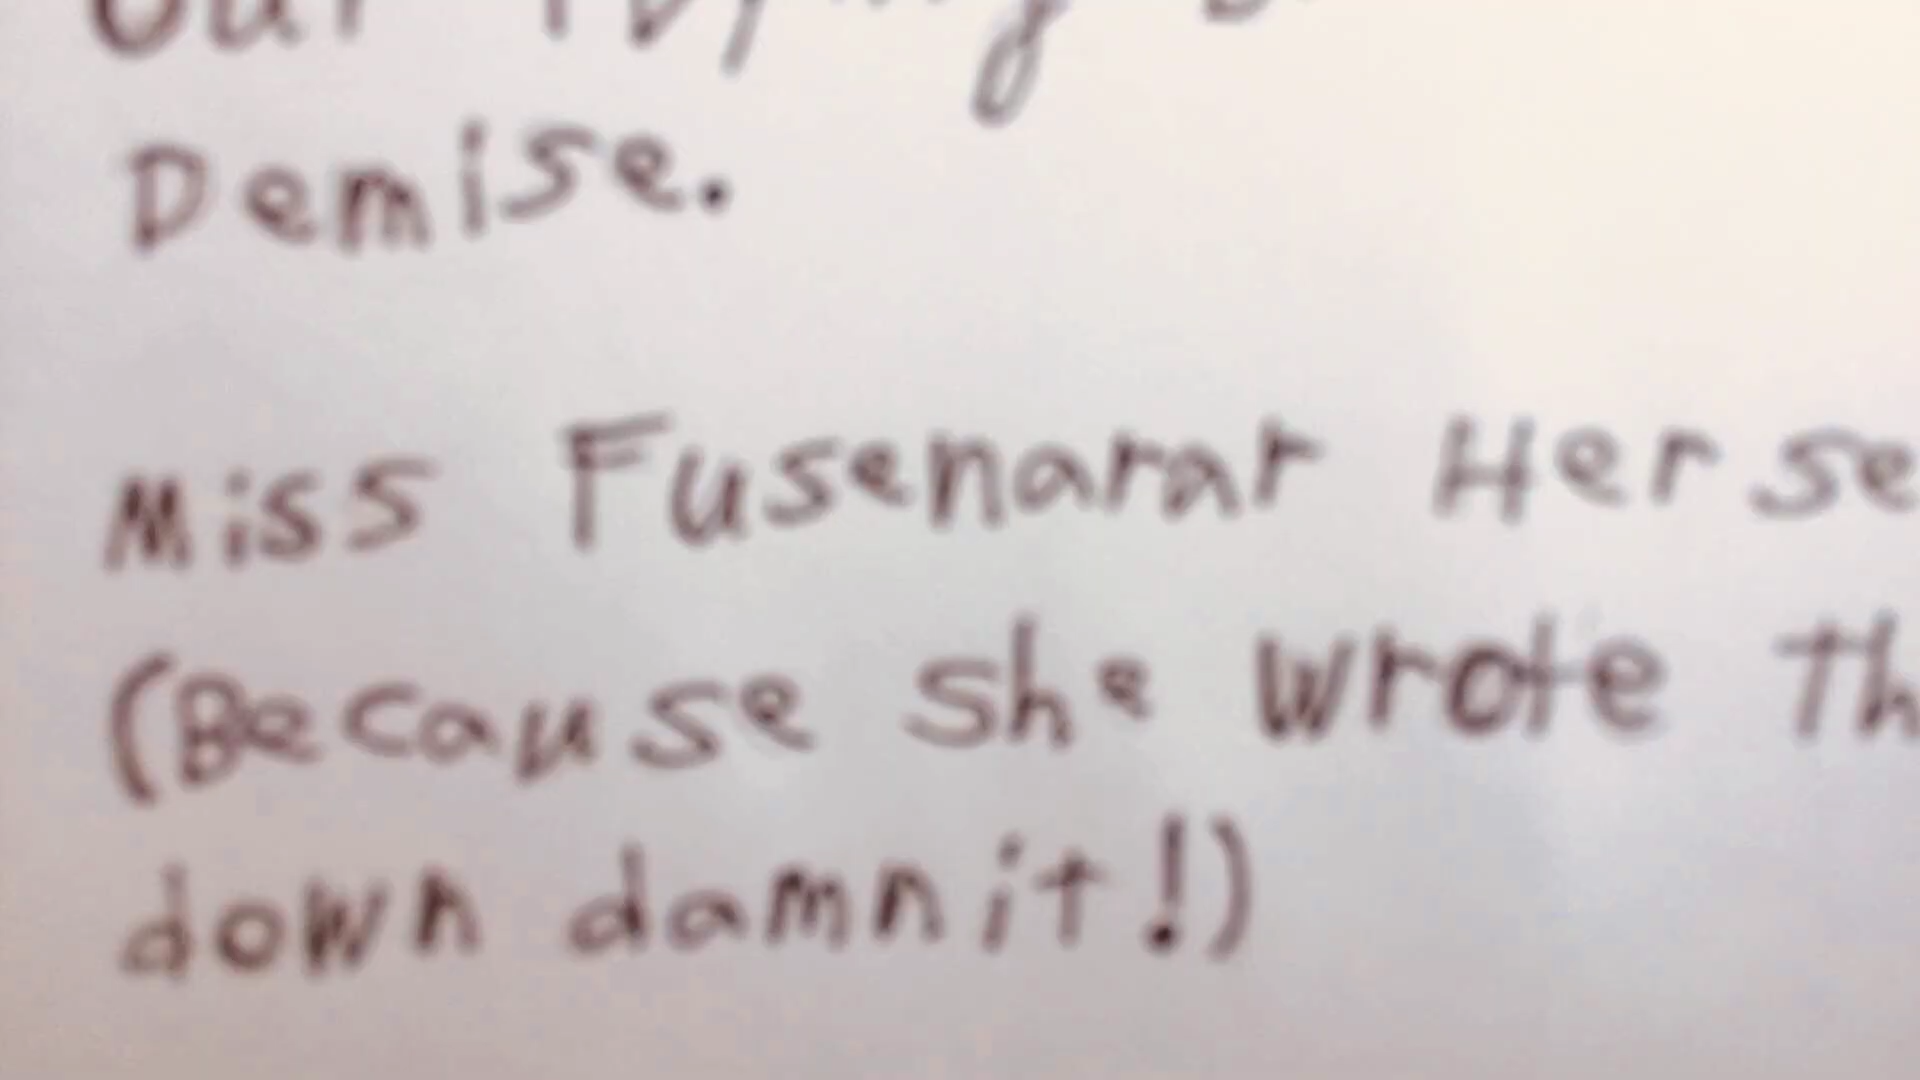 Demise.
Miss Fusenarar Herse
(Because she wrote th
down damnit!)